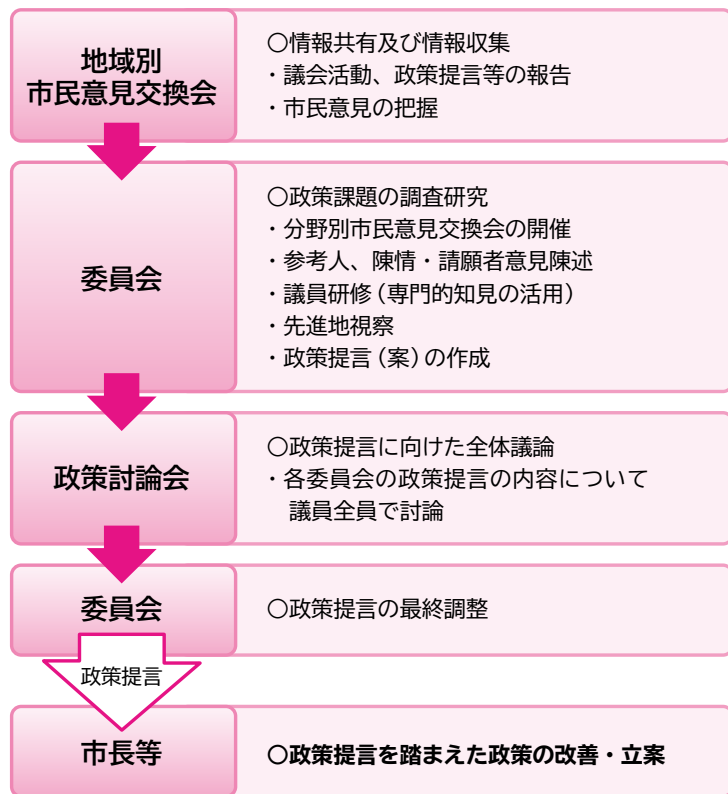 地域別
市民意見交換会
〇情報共有及び情報収集
・議会活動、政策提言等の報告
・市民意見の把握
委員会
〇政策課題の調査研究
・分野別市民意見交換会の開催
・参考人、陳情・請願者意見陳述
・議員研修（専門的知見の活用）
・先進地視察
・政策提言（案）の作成
政策討論会
〇政策提言に向けた全体議論
・各委員会の政策提言の内容について
議員全員で討論
委員会
〇政策提言の最終調整
政策提言
市長等
〇政策提言を踏まえた政策の改善・立案